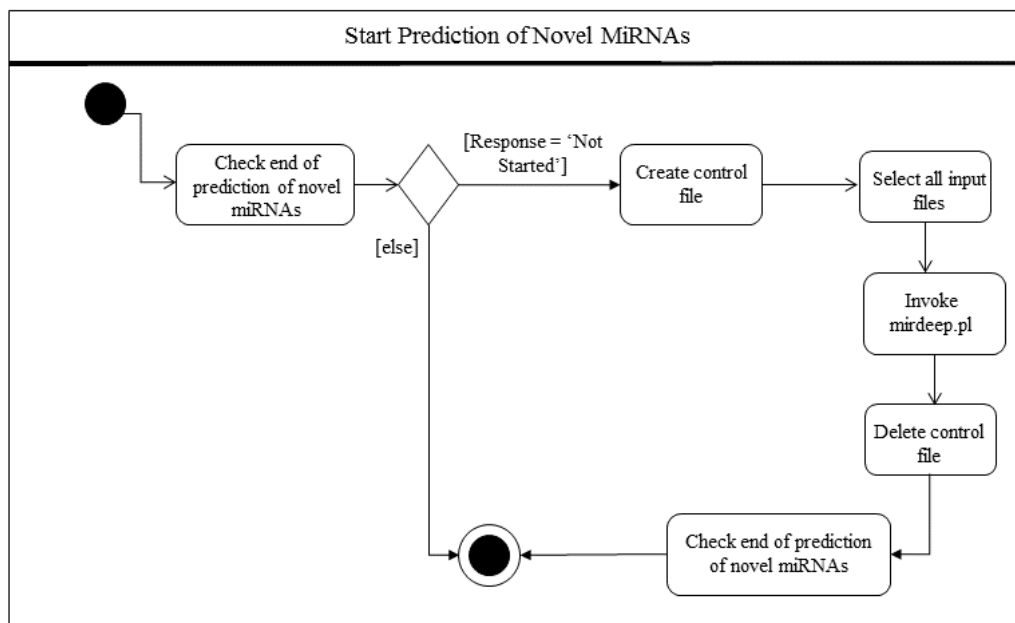 Start Prediction of Novel MiRNAs
Check end of
prediction of novel
miRNAs
[Response = ‘Not
Started’]
[else]
Create control
file
Select all input
files
Invoke
mirdeep.pl
Delete control
file
Check end of prediction
of novel miRNAs